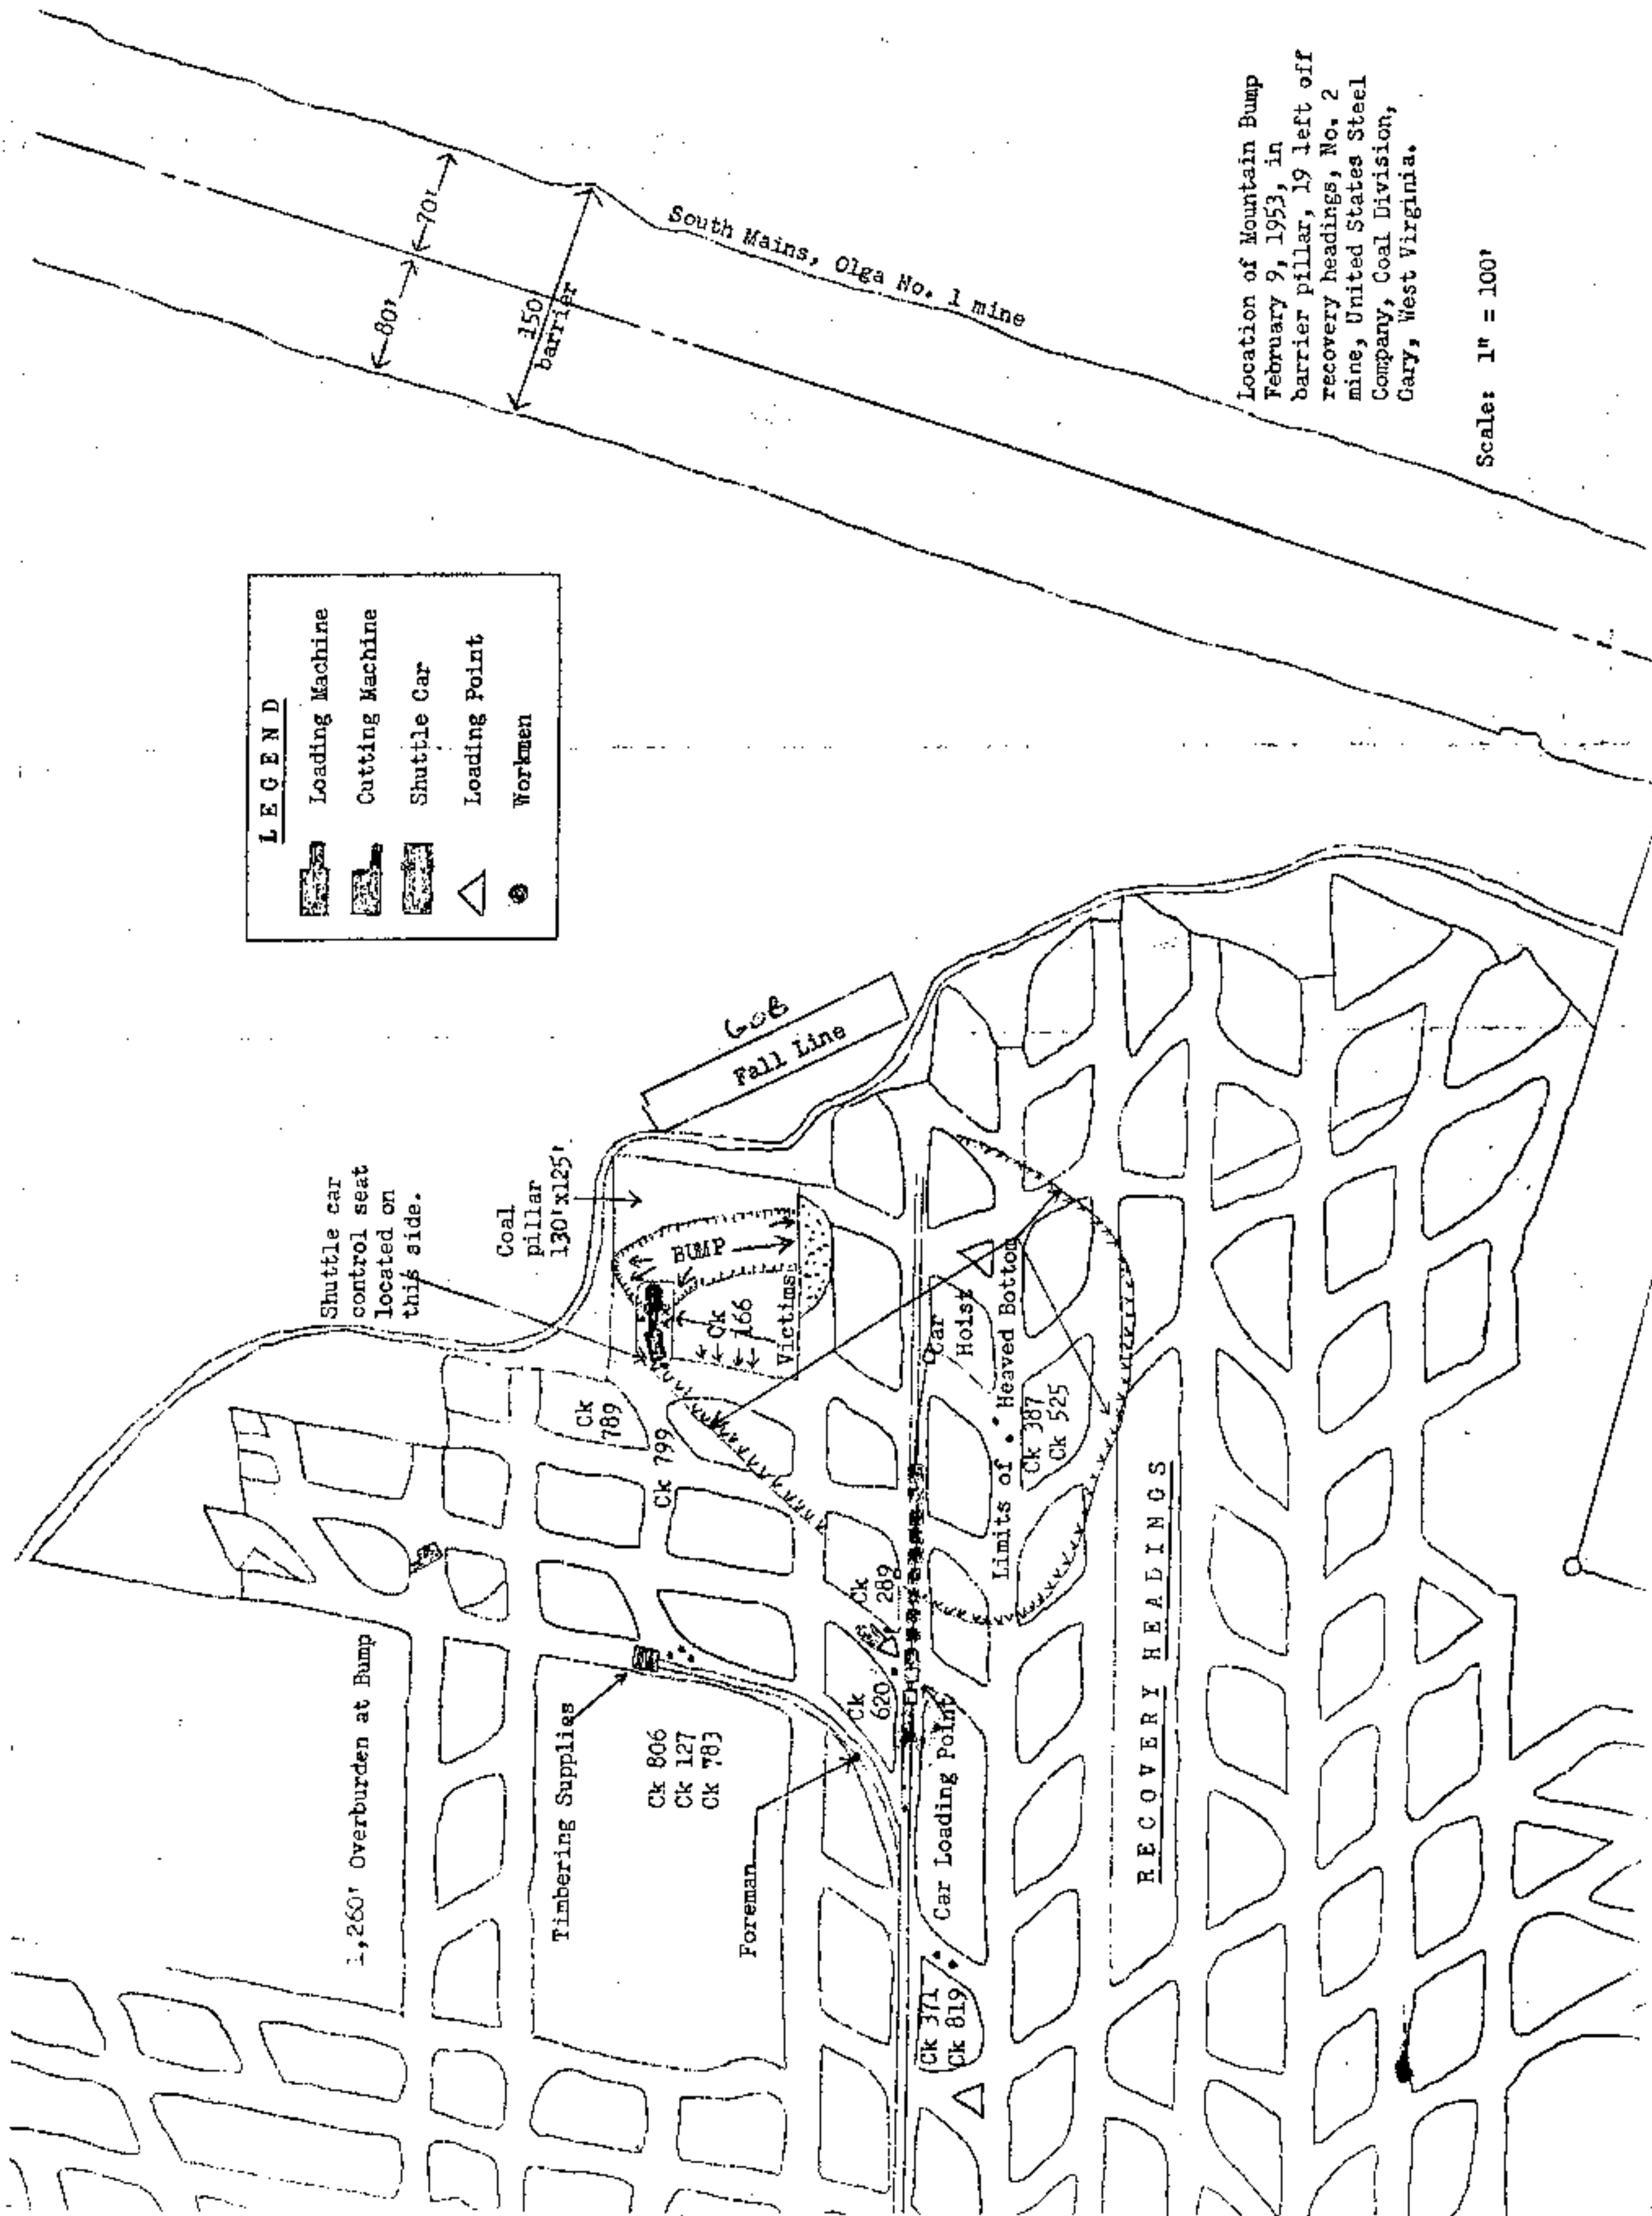 LEGEND
Loading Machine
Cutting Machine
Shuttle Car
Loading Point
Workmen
70'
80'
150'
barrier
South Mains, Olga No. 1 mine
Location of Mountain Bump
February 9, 1953, in
barrier pillar, 19 left off
recovery headings, No. 2
mine, United States Steel
Company, Coal Division,
Gary, West Virginia.
Scale: 1" = 100'
GOB
Fall Line
Shuttle car
control seat
located on
this side.
Coal
pillar
130'x125'
BUMP
Ck
166
Victims
Ck
789
Ck 799
Car
Hoist
Limits of Heaved Bottom
Ck 387
Ck 525
Ck
289
Ck
620
1,260' Overburden at Bump
Timbering Supplies
Ck 806
Ck 127
Ck 783
Foreman
Car Loading Point
Ck 371
Ck 819
RECOVERY HEALINGS